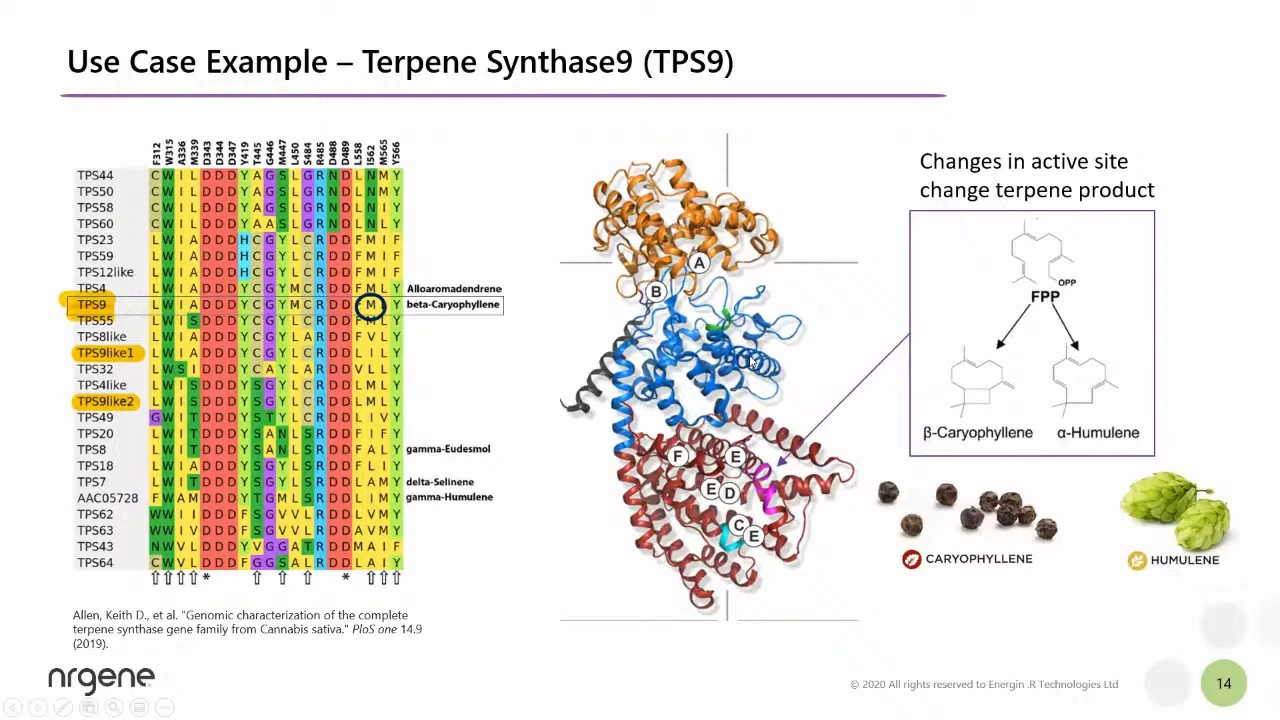 Use Case Example – Terpene Synthase9 (TPS9)
F312 W315 A336 M339 D343 D344 D347 Y419 T445 G446 M447 L450 S484 R485 D488 D489 L558 I562 M565 Y566
TPS44 C W I L D D D Y A G S L G R N D L N M Y
TPS50 C W I L D D D Y A G S L G R N D L N M Y
TPS58 C W I L D D D Y A G S L G R N D L N I Y
TPS60 C W I L D D D Y A A S L G R N D L N L Y
TPS23 L W I A D D D H C G Y L C R D D F M I F
TPS59 L W I A D D D H C G Y L C R D D F M I F
TPS12like L W I A D D D H C G Y L C R D D F M I F
TPS4 L W I A D D D Y C G Y M C R D D F M L Y Alloaromadendrene
TPS9 L W I A D D D Y C G Y M C R D D F M L Y beta-Caryophyllene
TPS55 L W I S D D D Y C G Y L C R D D F M L Y
TPS8like L W I A D D D Y C G Y L A R D D F V L Y
TPS9like1 L W I A D D D Y C G Y L C R D D L I L Y
TPS32 L W S I D D D Y C A Y L A R D D V L L Y
TPS4like L W I S D D D Y S G Y L C R D D L M L Y
TPS9like2 L W I S D D D Y S G Y L C R D D L M L Y
TPS49 G W I T D D D Y S T Y L C R D D L I V Y
TPS20 L W I T D D D Y S A N L S R D D F I F Y
TPS8 L W I T D D D Y S A N L S R D D F A L Y gamma-Eudesmol
TPS18 L W I A D D D Y S G Y L S R D D F L I Y
TPS7 L W I T D D D Y S G Y L S R D D L A M Y delta-Selinene
AAC05728 F W A M D D D Y T G M L S R D D L I M Y gamma-Humulene
TPS62 W W I I D D D F S G V V L R D D L V M Y
TPS63 W W I V D D D F S G V V L R D D L V M Y
TPS43 N W V L D D D Y V G G A T R D D M A I F
TPS64 C W V L D D D F G G S A L R D D L A I Y
* *
Allen, Keith D., et al. "Genomic characterization of the complete
terpene synthase gene family from Cannabis sativa." PloS one 14.9
(2019).
A
B
F
E
E
D
C
E
Changes in active site
change terpene product
OPP
FPP
β-Caryophyllene
α-Humulene
CARYOPHYLLENE
HUMULENE
nrgene
© 2020 All rights reserved to Energin .R Technologies Ltd
14